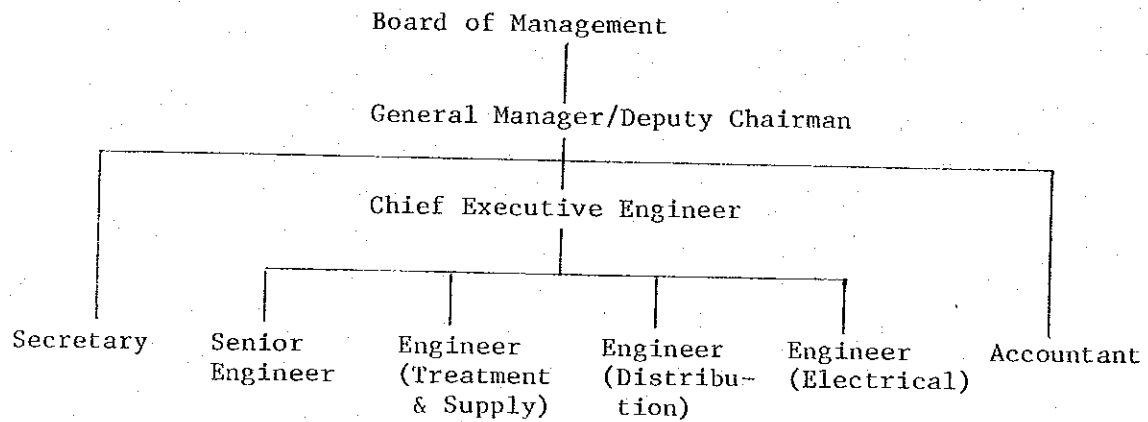 Board of Management
General Manager/Deputy Chairman
Chief Executive Engineer
Secretary
Senior
Engineer
Engineer
(Treatment
& Supply)
Engineer
(Distribu-
tion)
Engineer
(Electrical)
Accountant